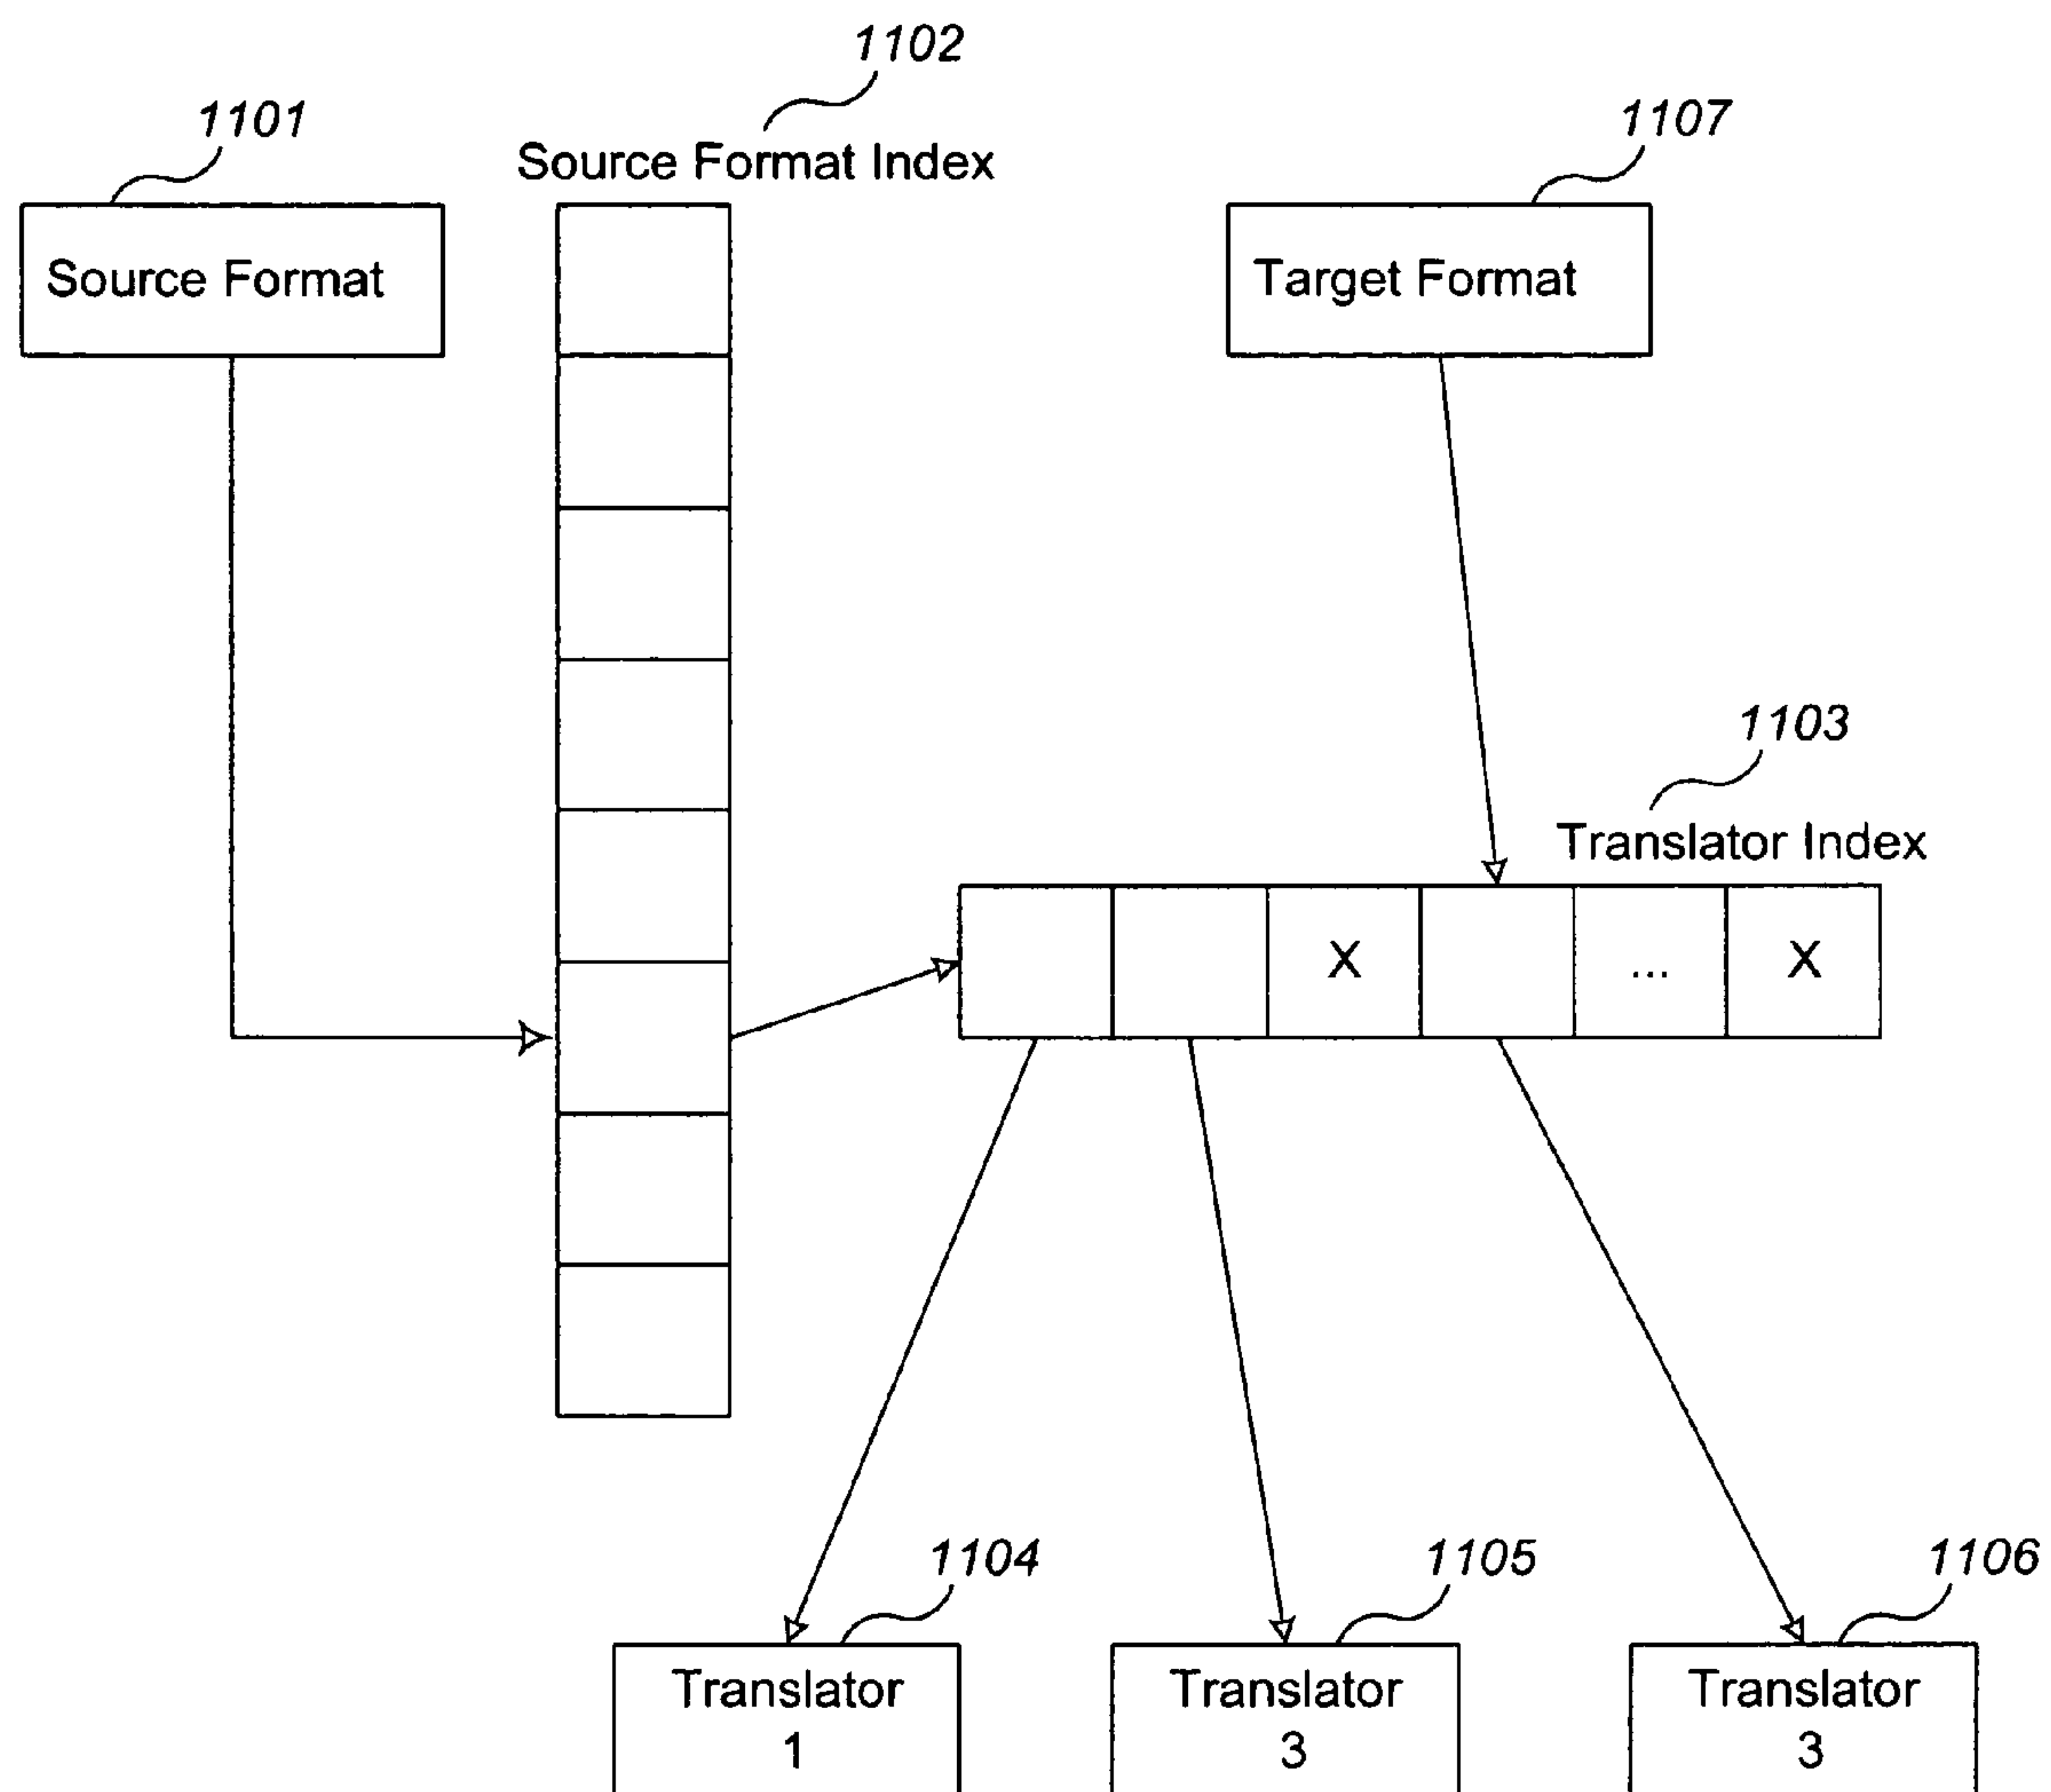 1102
1101
1107
Source Format Index
Source Format
Target Format
1103
Translator Index
X
...
X
1104
1105
1106
Translator
1
Translator
3
Translator
3